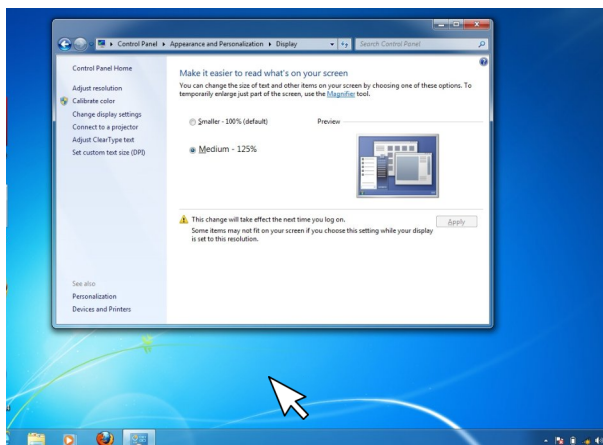 Control Panel ▸ Appearance and Personalization ▸ Display
Search Control Panel
Control Panel Home
Adjust resolution
Calibrate color
Change display settings
Connect to a projector
Adjust ClearType text
Set custom text size (DPI)
See also
Personalization
Devices and Printers
Make it easier to read what's on your screen
You can change the size of text and other items on your screen by choosing one of these options. To
temporarily enlarge just part of the screen, use the Magnifier tool.
Smaller - 100% (default)
Preview
Medium - 125%
This change will take effect the next time you log on.
Apply
Some items may not fit on your screen if you choose this setting while your display
is set to this resolution.